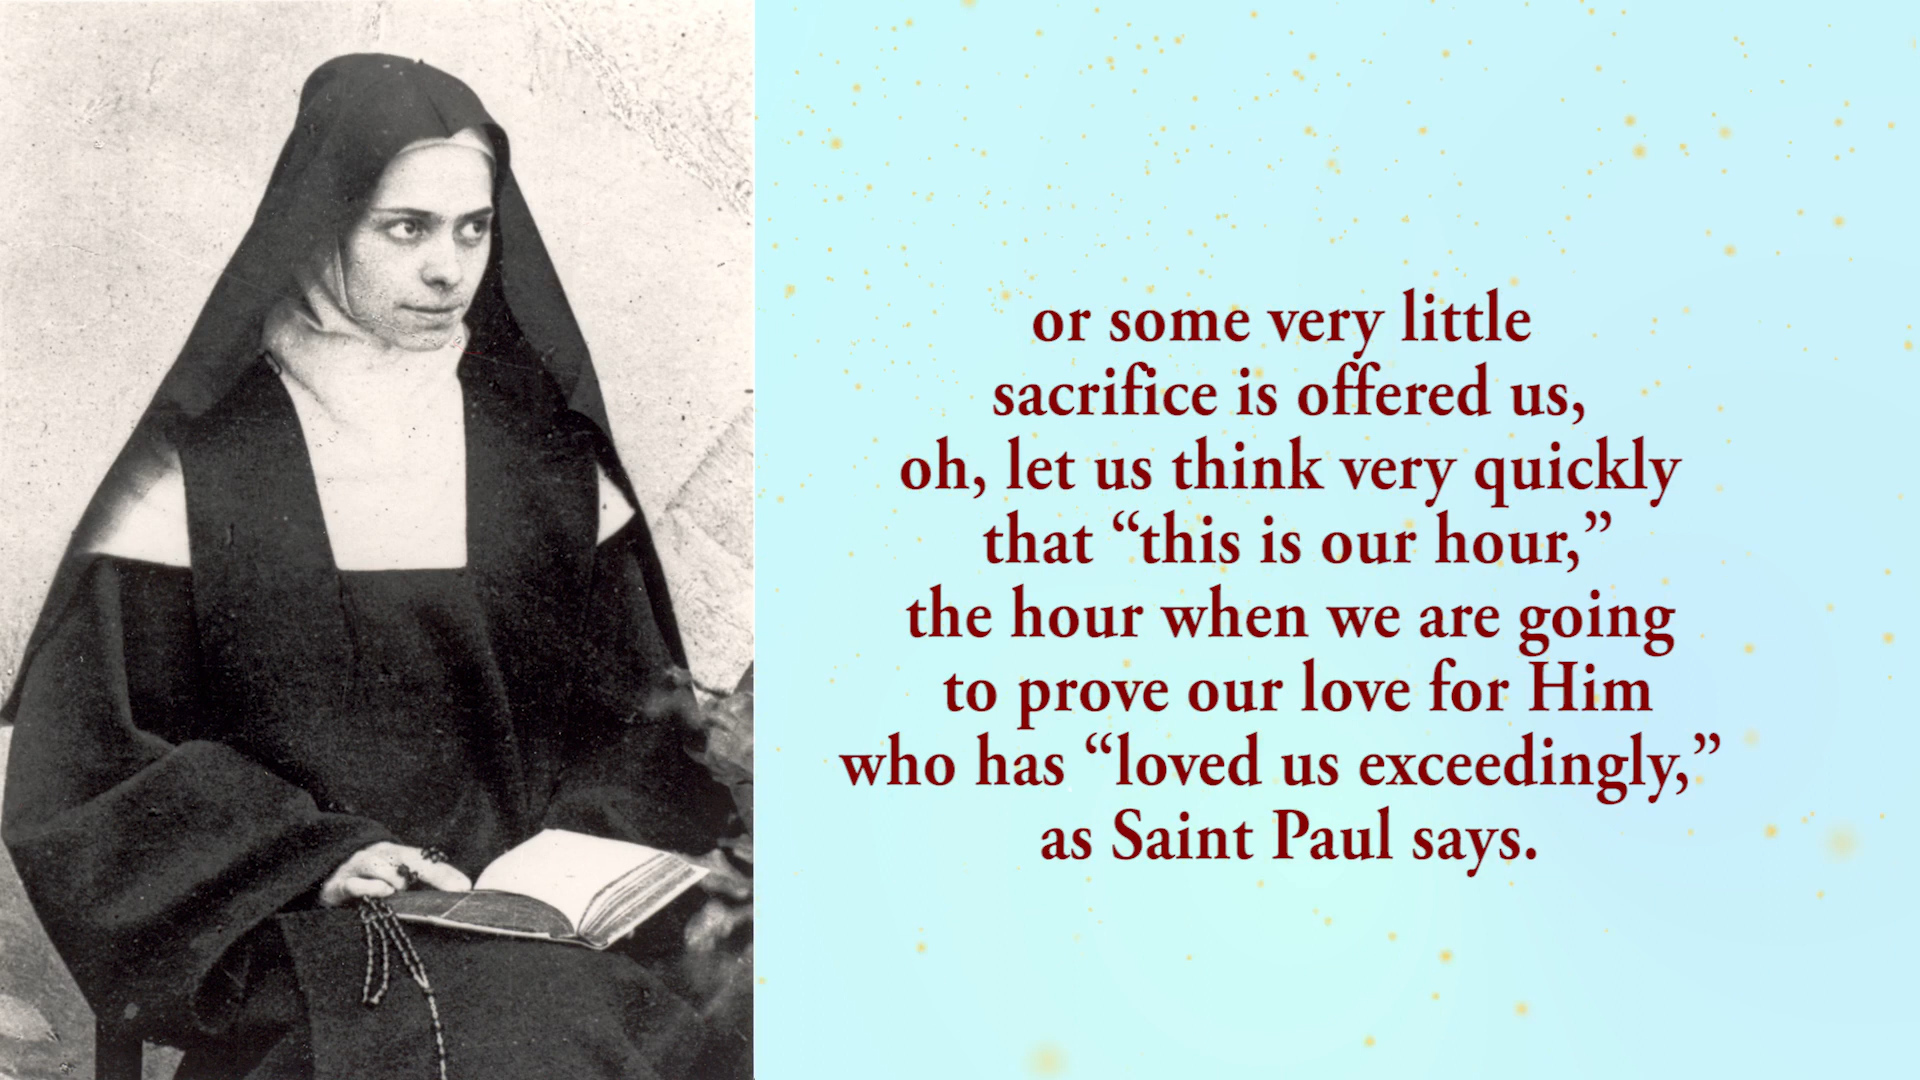 or some very little
sacrifice is offered us,
oh, let us think very quickly
that “this is our hour,”
the hour when we are going
to prove our love for Him
who has “loved us exceedingly,”
as Saint Paul says.